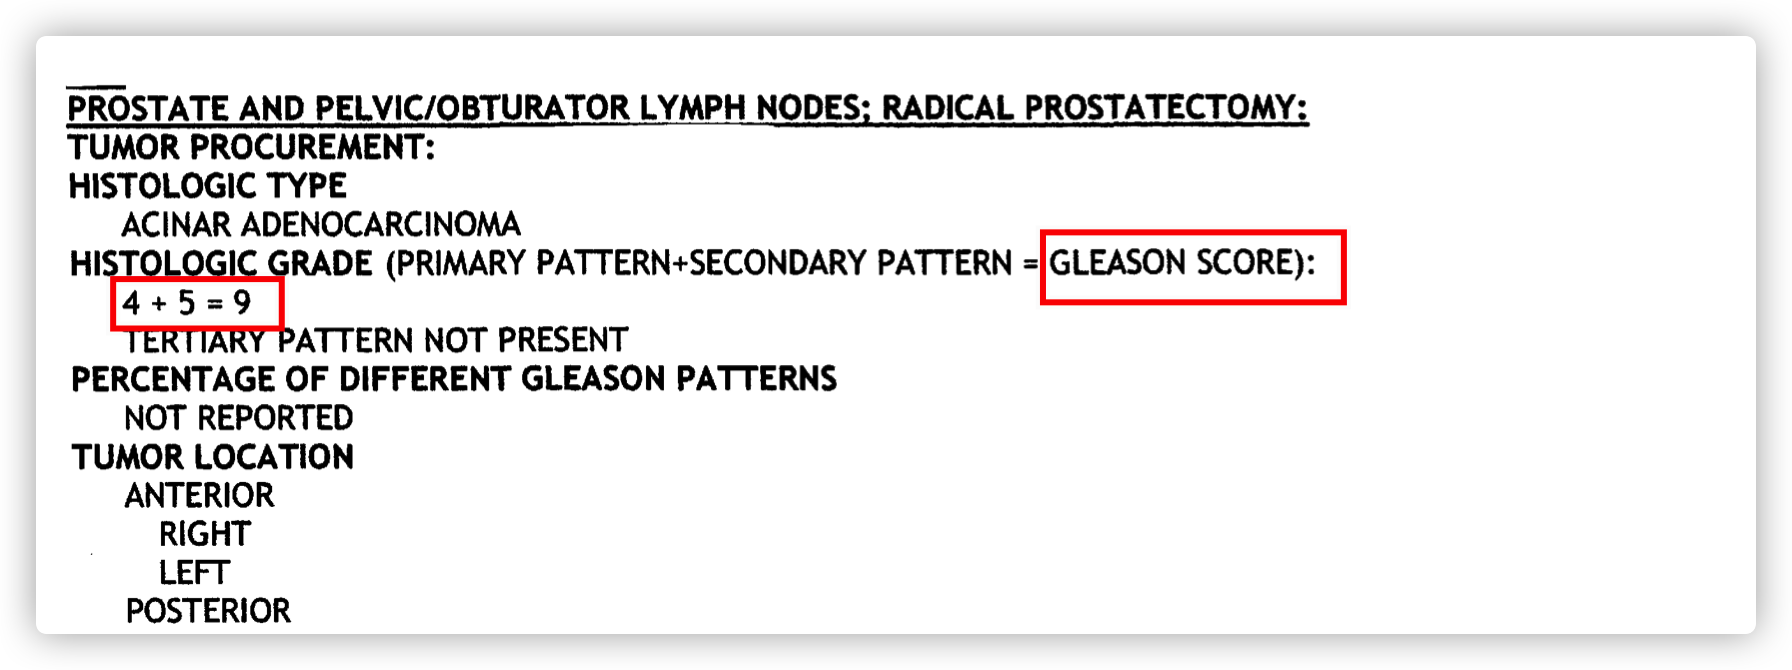 PROSTATE AND PELVIC/OBTURATOR LYMPH NODES; RADICAL PROSTATECTOMY:
TUMOR PROCUREMENT:
HISTOLOGIC TYPE
ACINAR ADENOCARCINOMA
HISTOLOGIC GRADE (PRIMARY PATTERN+SECONDARY PATTERN = GLEASON SCORE):
4 + 5 = 9
TERTIARY PATTERN NOT PRESENT
PERCENTAGE OF DIFFERENT GLEASON PATTERNS
NOT REPORTED
TUMOR LOCATION
ANTERIOR
RIGHT
LEFT
POSTERIOR